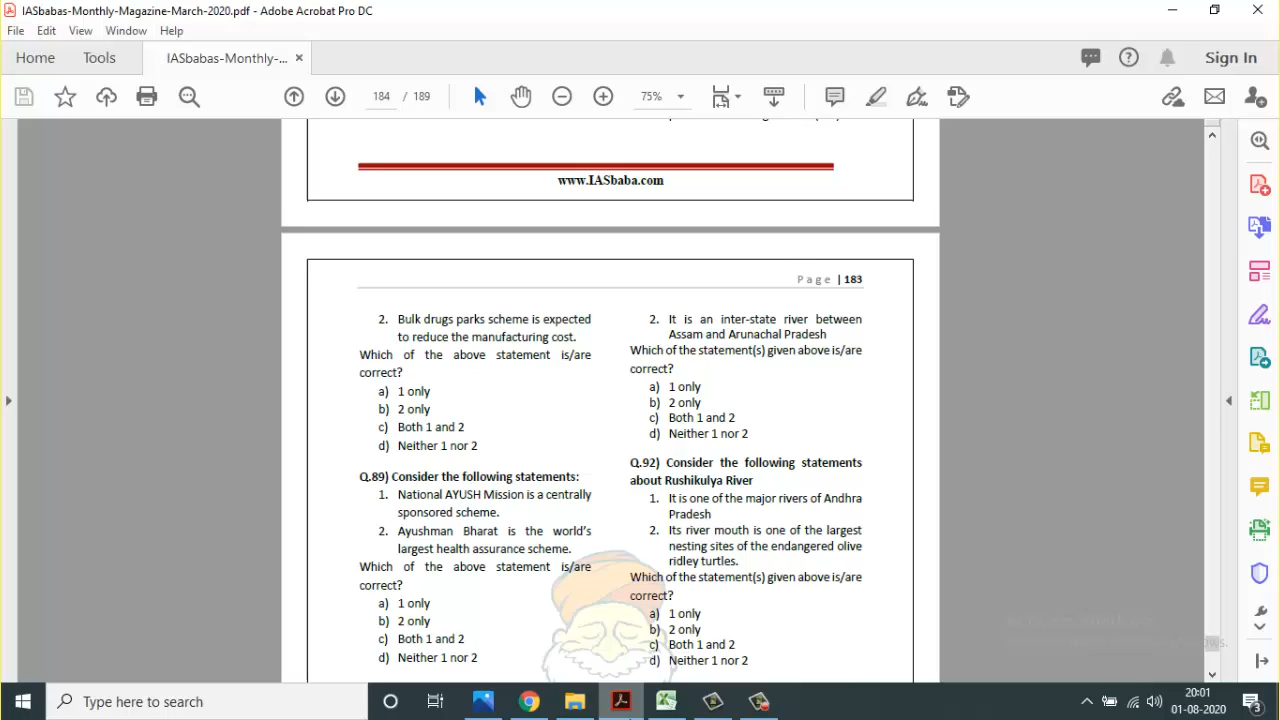 IASbabas-Monthly-Magazine-March-2020.pdf - Adobe Acrobat Pro DC
File Edit View Window Help
Home Tools IASbabas-Monthly-... × Sign In
184 / 189 75%
www.IASbaba.com
Page | 183
2. Bulk drugs parks scheme is expected
to reduce the manufacturing cost.
Which of the above statement is/are
correct?
a) 1 only
b) 2 only
c) Both 1 and 2
d) Neither 1 nor 2
Q.89) Consider the following statements:
1. National AYUSH Mission is a centrally
sponsored scheme.
2. Ayushman Bharat is the world's
largest health assurance scheme.
Which of the above statement is/are
correct?
a) 1 only
b) 2 only
c) Both 1 and 2
d) Neither 1 nor 2
2. It is an inter-state river between
Assam and Arunachal Pradesh
Which of the statement(s) given above is/are
correct?
a) 1 only
b) 2 only
c) Both 1 and 2
d) Neither 1 nor 2
Q.92) Consider the following statements
about Rushikulya River
1. It is one of the major rivers of Andhra
Pradesh
2. Its river mouth is one of the largest
nesting sites of the endangered olive
ridley turtles.
Which of the statement(s) given above is/are
correct?
a) 1 only
b) 2 only
c) Both 1 and 2
d) Neither 1 nor 2
Type here to search
20:01
01-08-2020
3